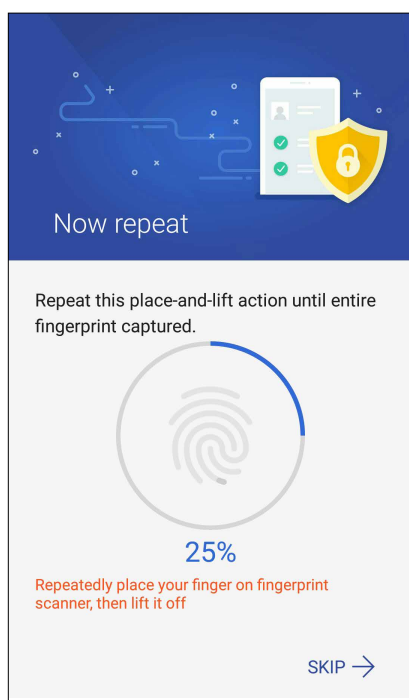 Now repeat
Repeat this place-and-lift action until entire
fingerprint captured.
25%
Repeatedly place your finger on fingerprint
scanner, then lift it off
SKIP